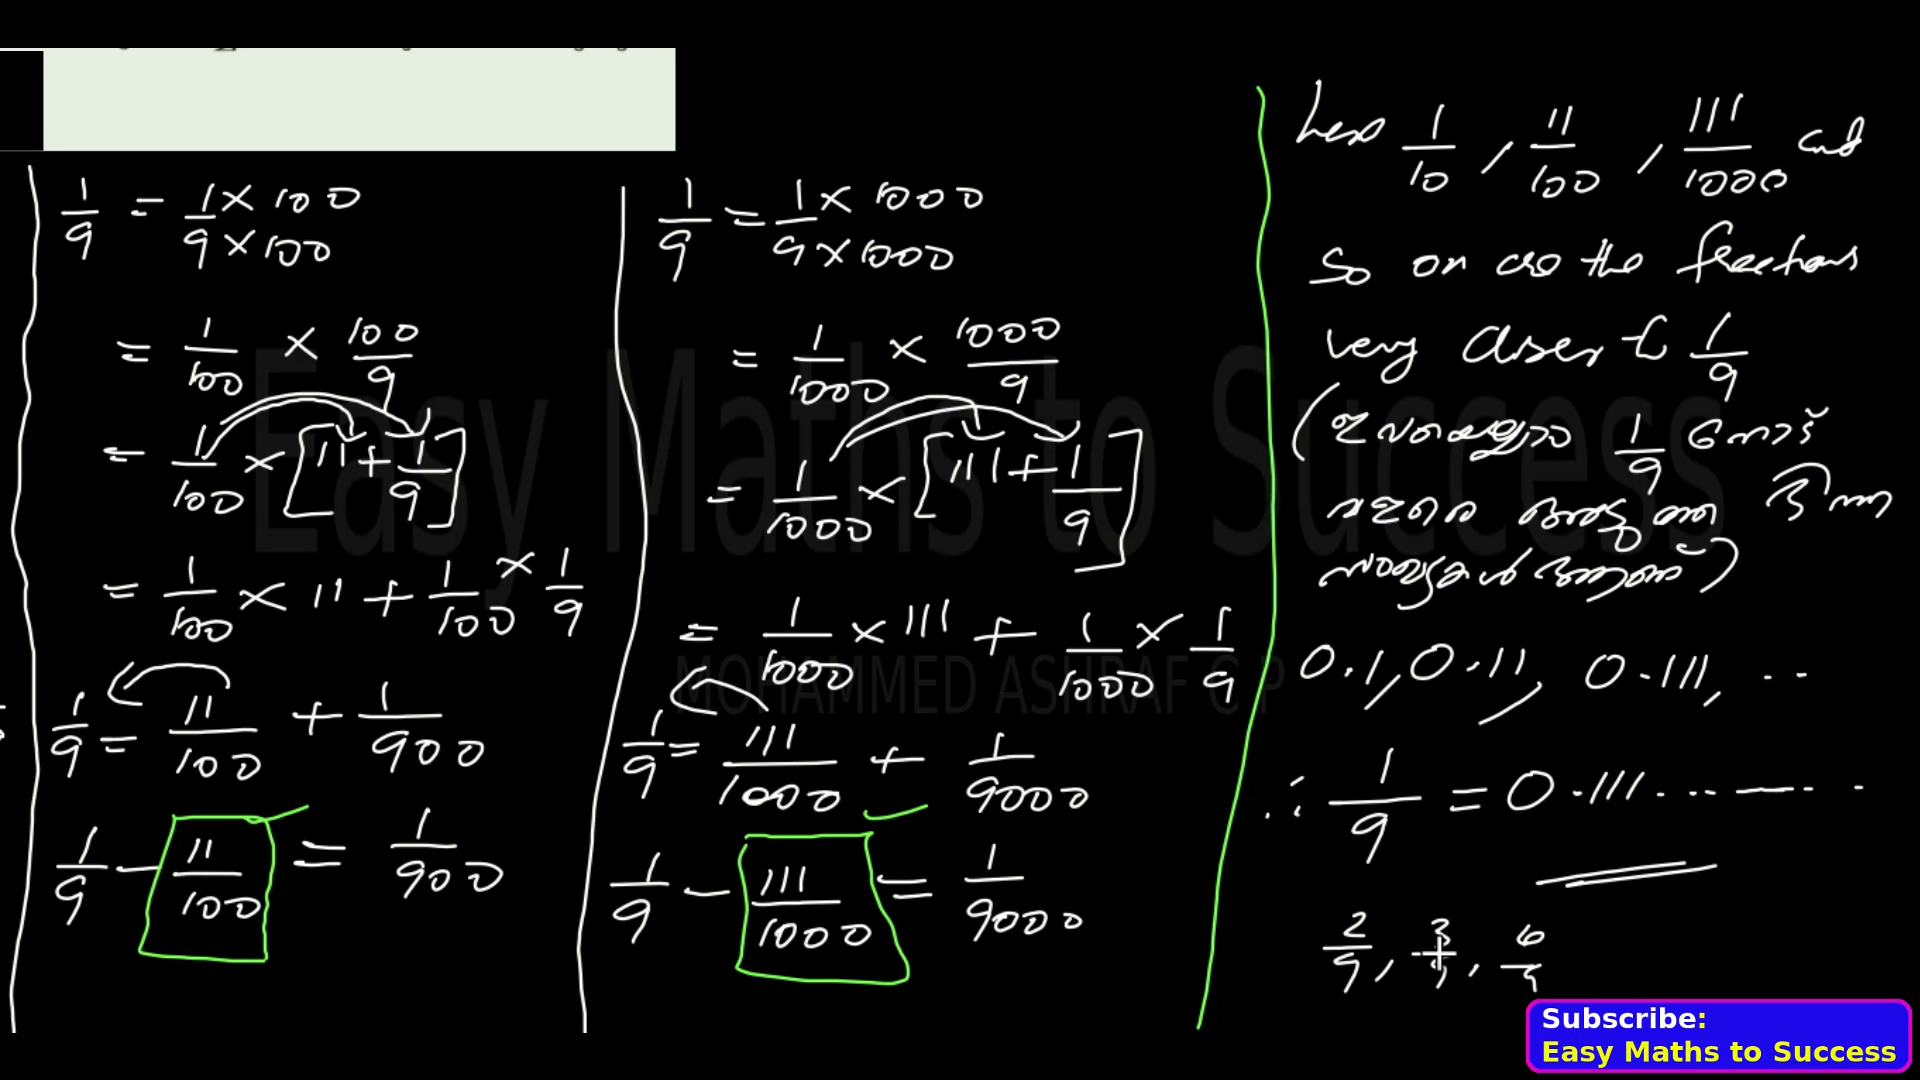 1/9 = 1 × 100 / 9 × 100
= 1/100 × 100/9
= 1/100 × [11 + 1/9]
= 1/100 × 11 + 1/100 × 1/9
1/9 = 11/100 + 1/900
1/9 - 11/100 = 1/900
1/9 = 1 × 1000 / 9 × 1000
= 1/1000 × 1000/9
= 1/1000 × [111 + 1/9]
= 1/1000 × 111 + 1/1000 × 1/9
1/9 = 111/1000 + 1/9000
1/9 - 111/1000 = 1/9000
1/10, 11/100, 111/1000 and
So on are the fractions
very closer to 1/9
1/9
0.1, 0.11, 0.111, ...
∴ 1/9 = 0.111...
2/9, 3/9, 6/9
Easy Maths to Success
MOHAMMED ASHRAF C P
Subscribe:
Easy Maths to Success